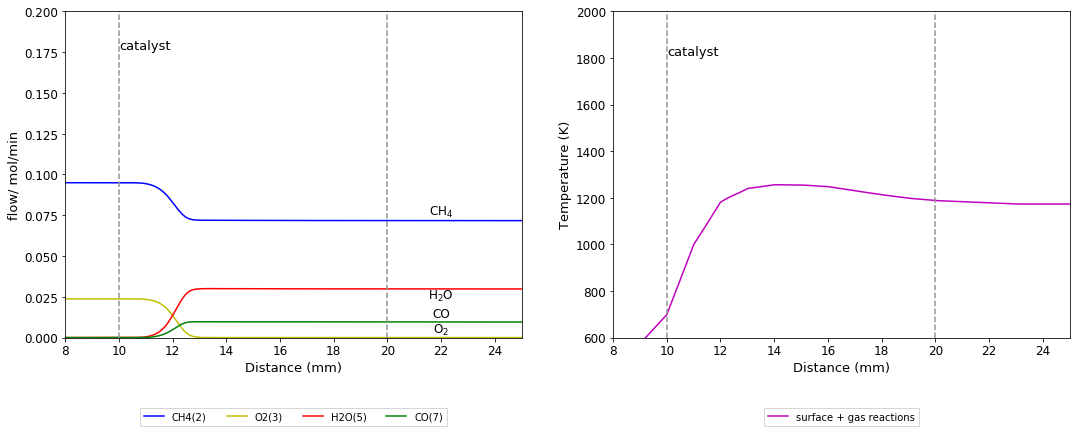 0.200
0.175
0.150
0.125
0.100
0.075
0.050
0.025
0.000
flow/ mol/min
catalyst
CH₄
H₂O
CO
O₂
8 10 12 14 16 18 20 22 24
Distance (mm)
CH4(2) O2(3) H2O(5) CO(7)
2000
1800
1600
1400
1200
1000
800
600
Temperature (K)
catalyst
8 10 12 14 16 18 20 22 24
Distance (mm)
surface + gas reactions